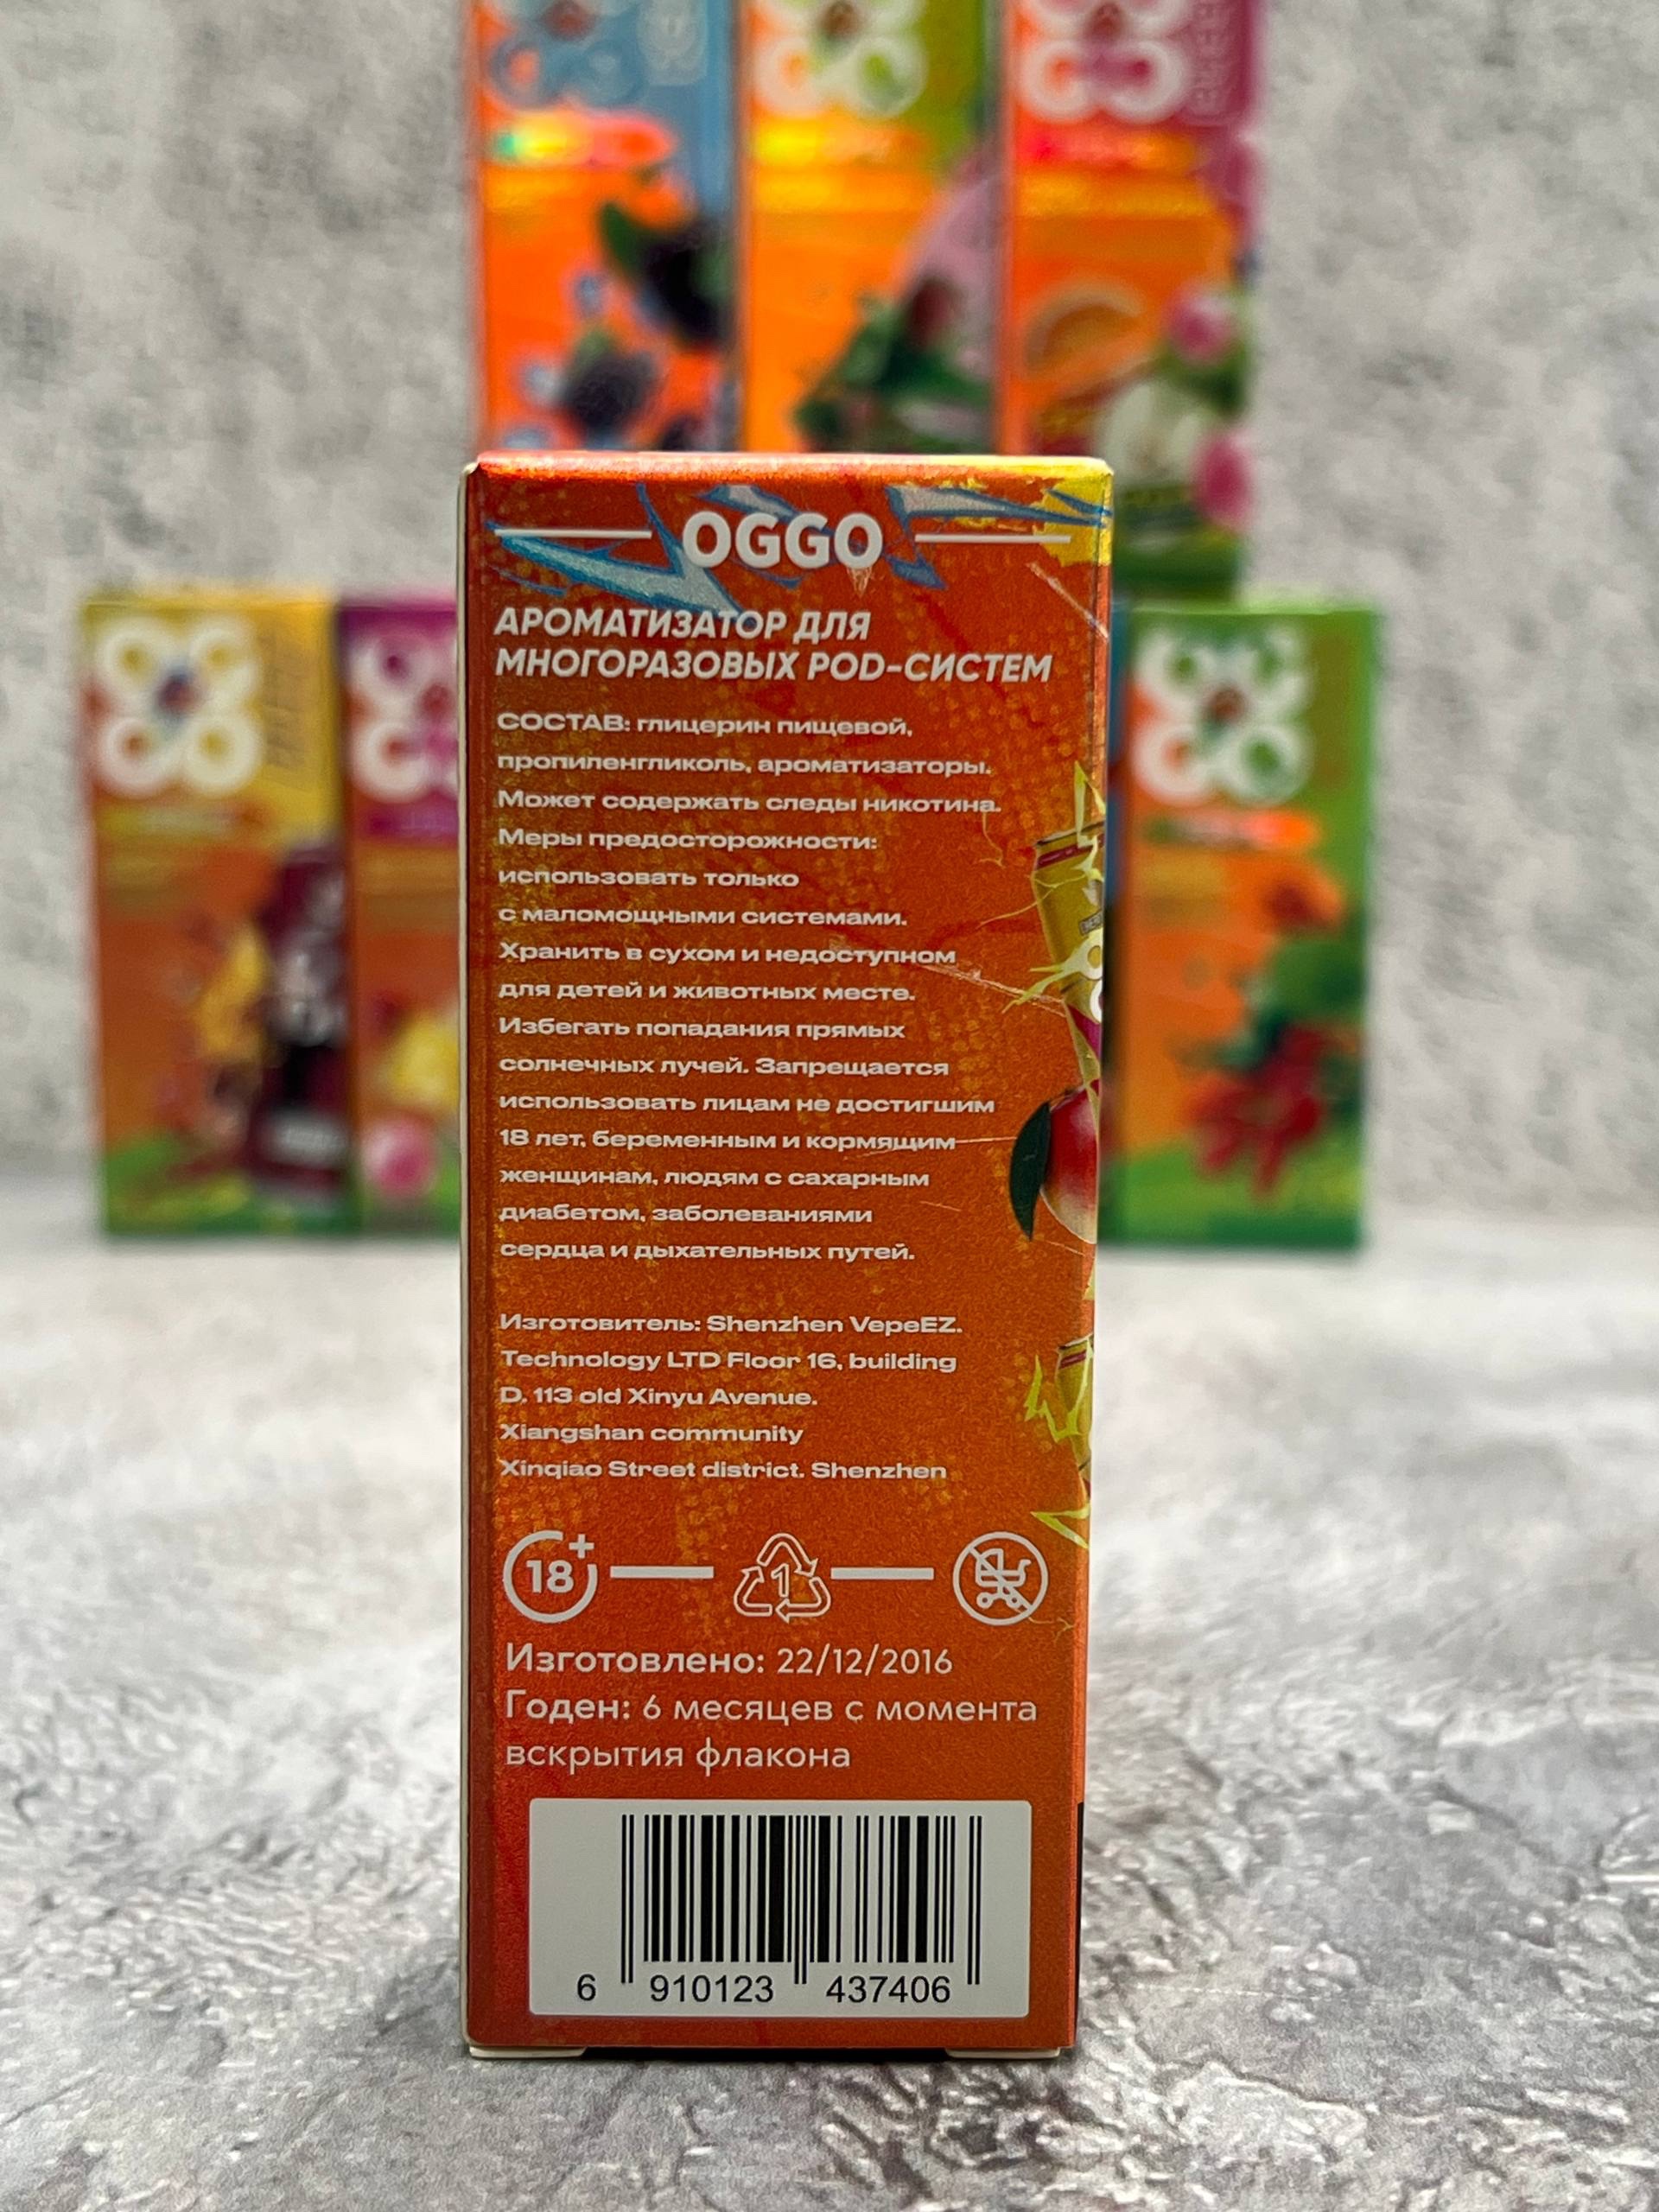 OGGO
АРОМАТИЗАТОР ДЛЯ
МНОГОРАЗОВЫХ POD-СИСТЕМ
СОСТАВ: глицерин пищевой,
пропиленгликоль, ароматизаторы.
Может содержать следы никотина.
Меры предосторожности:
использовать только
с маломощными системами.
Хранить в сухом и недоступном
для детей и животных месте.
Избегать попадания прямых
солнечных лучей. Запрещается
использовать лицам не достигшим
18 лет, беременным и кормящим
женщинам, людям с сахарным
диабетом, заболеваниями
сердца и дыхательных путей.
Изготовитель: Shenzhen VepeEZ.
Technology LTD Floor 16, building
D. 113 old Xinyu Avenue.
Xiangshan community
Xinqiao Street district. Shenzhen
18+ 1
Изготовлено: 22/12/2016
Годен: 6 месяцев с момента
вскрытия флакона
6 910123 437406